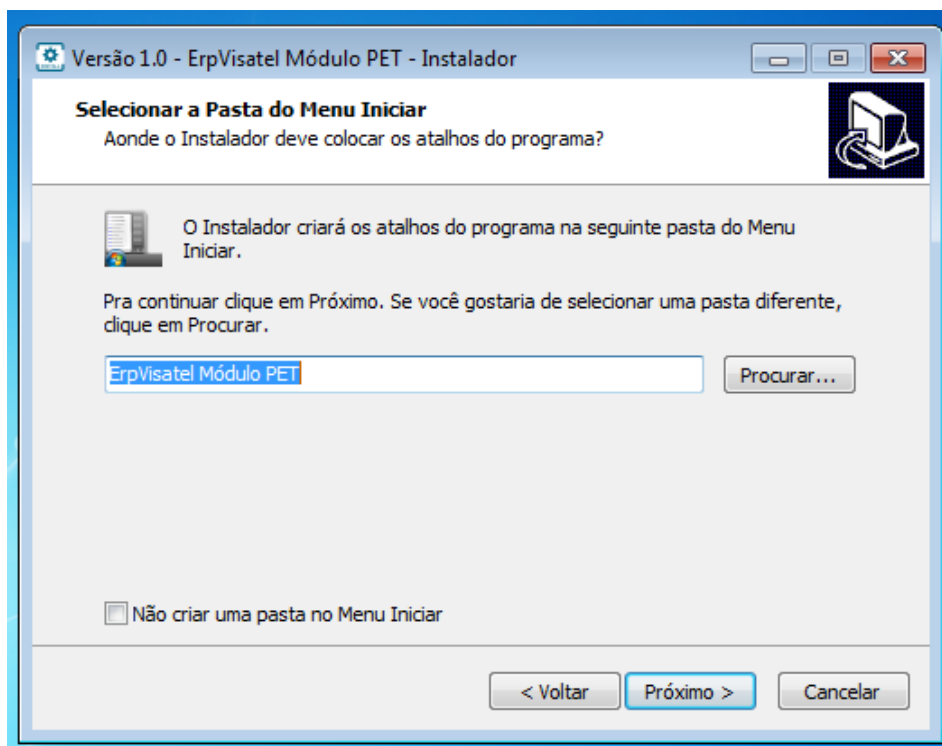 Versão 1.0 - ErpVisatel Módulo PET - Instalador
Selecionar a Pasta do Menu Iniciar
Aonde o Instalador deve colocar os atalhos do programa?
O Instalador criará os atalhos do programa na seguinte pasta do Menu
Iniciar.
Pra continuar clique em Próximo. Se você gostaria de selecionar uma pasta diferente,
clique em Procurar.
ErpVisatel Módulo PET
Procurar...
Não criar uma pasta no Menu Iniciar
< Voltar
Próximo >
Cancelar